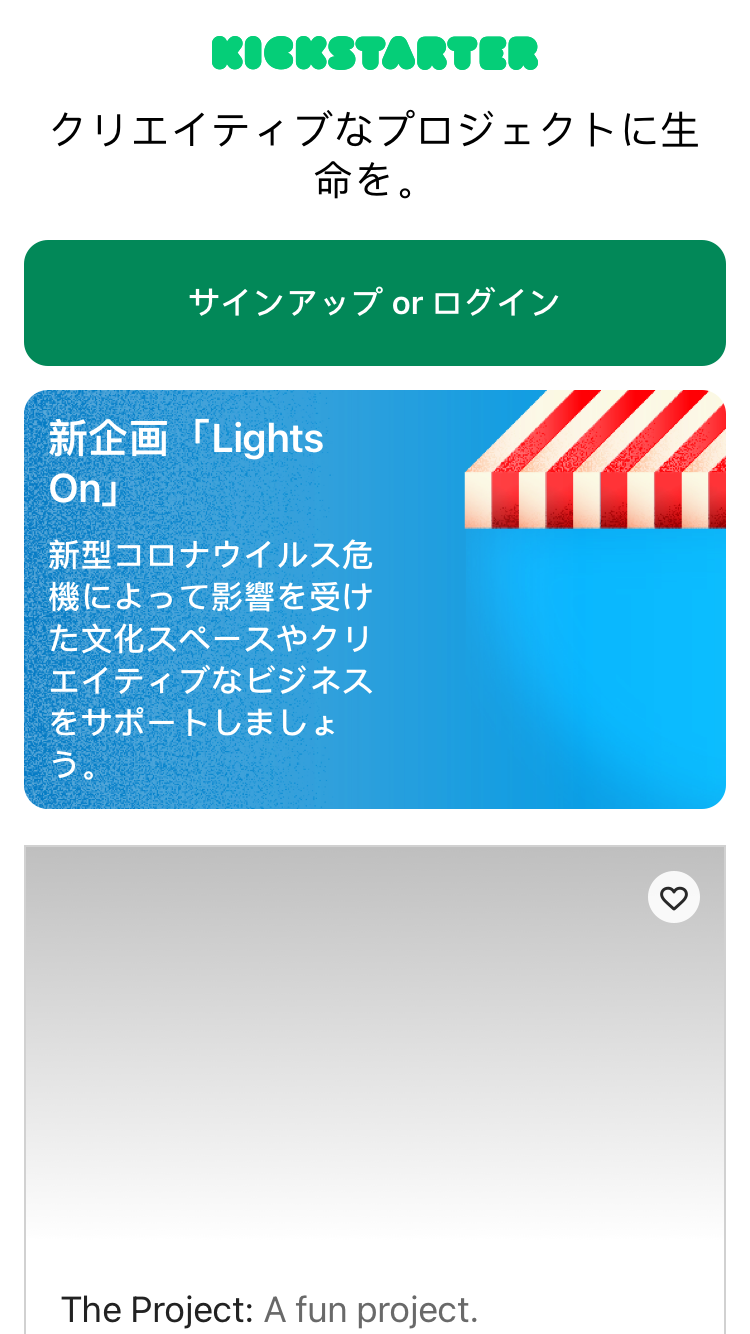 KICKSTARTER
クリエイティブなプロジェクトに生
命を。
サインアップ or ログイン
新企画「Lights
On」
新型コロナウイルス危
機によって影響を受け
た文化スペースやクリ
エイティブなビジネス
をサポートしましょ
う。
The Project: A fun project.